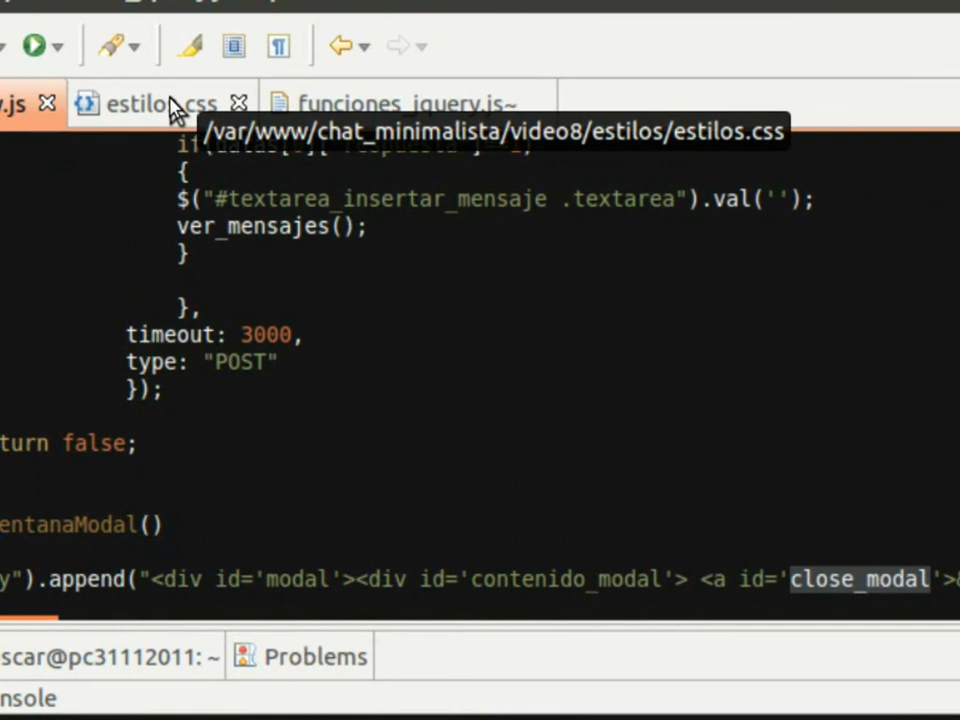 .js
estilos.css
funciones_jquery.js~
/var/www/chat_minimalista/video8/estilos/estilos.css
{
$("#textarea_insertar_mensaje .textarea").val('');
ver_mensajes();
}
},
timeout: 3000,
type: "POST"
});
turn false;
entanaModal()
y").append("<div id='modal'><div id='contenido_modal'> <a id='close_modal'>&
scar@pc31112011: ~
Problems
nsole